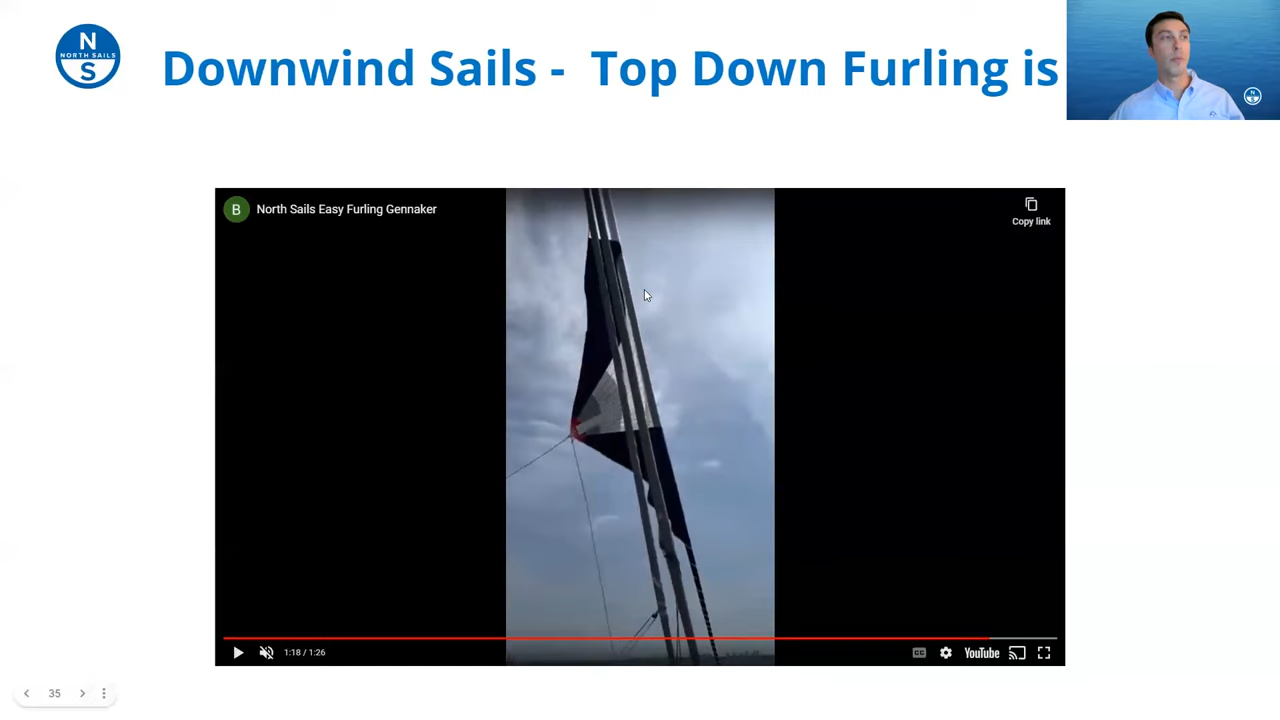 N
NORTH SAILS
S
Downwind Sails - Top Down Furling is
B
North Sails Easy Furling Gennaker
Copy link
1:18 / 1:26
CC
YouTube
35